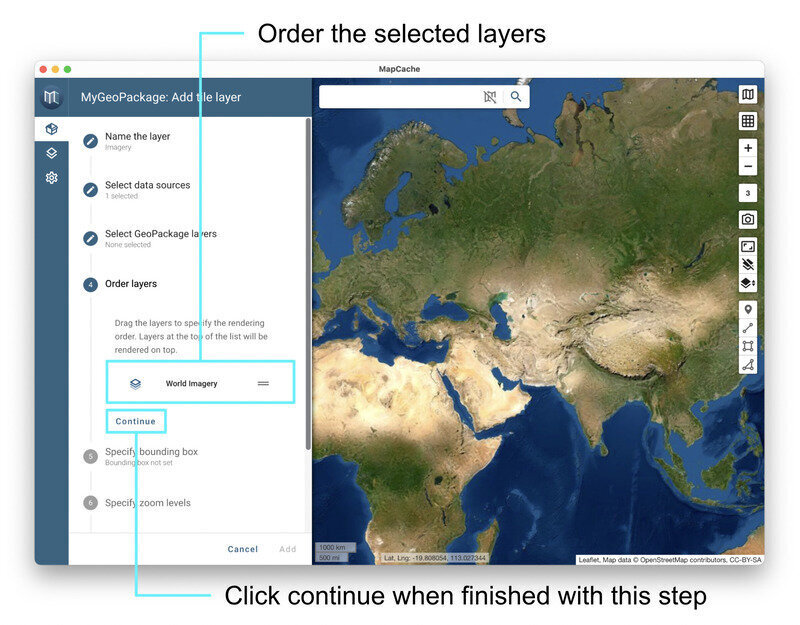 Order the selected layers
MapCache
MyGeoPackage: Add tile layer
Name the layer
Imagery
Select data sources
1 selected
Select GeoPackage layers
None selected
4
Order layers
Drag the layers to specify the rendering
order. Layers at the top of the list will be
rendered on top.
World Imagery
Continue
5
Specify bounding box
Bounding box not set
6
Specify zoom levels
Cancel
Add
3
1000 km
500 mi
Lat, Lng: -19.808054, 113.027344
Leaflet, Map data © OpenStreetMap contributors, CC-BY-SA
Click continue when finished with this step